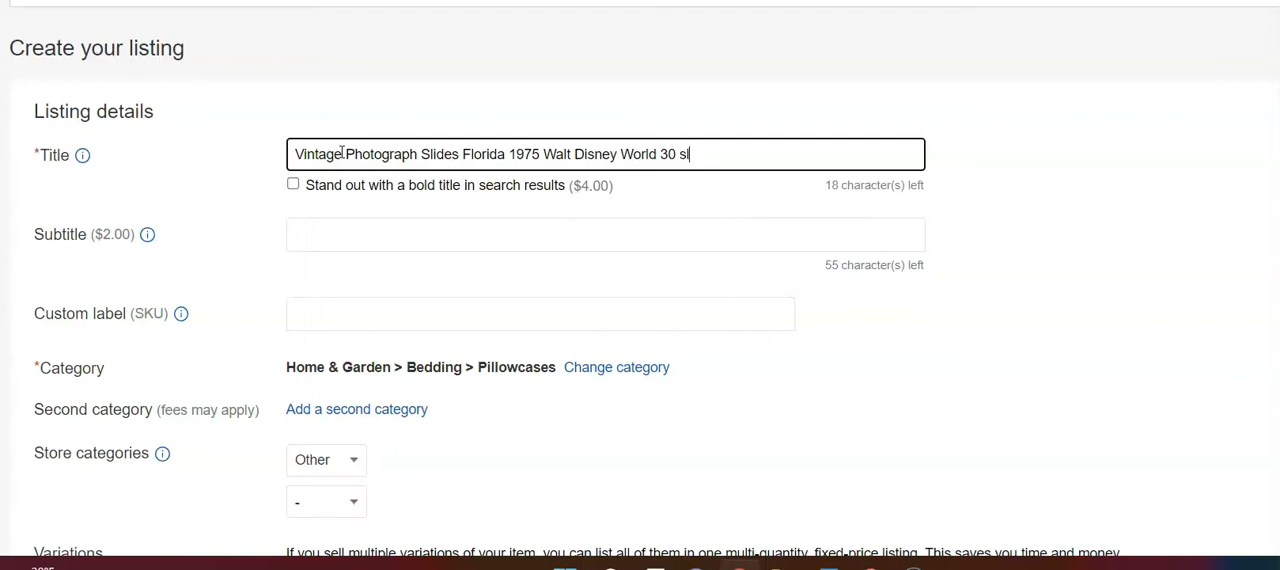 Create your listing
Listing details
*Title
Vintage Photograph Slides Florida 1975 Walt Disney World 30 sl
Stand out with a bold title in search results ($4.00)
18 character(s) left
Subtitle ($2.00)
55 character(s) left
Custom label (SKU)
*Category
Home & Garden > Bedding > Pillowcases Change category
Second category (fees may apply)
Add a second category
Store categories
Other
-
Variations
If you sell multiple variations of your item, you can list all of them in one multi-quantity, fixed-price listing. This saves you time and money